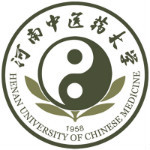 河南中医药大学
HENAN UNIVERSITY OF CHINESE MEDICINE
1958